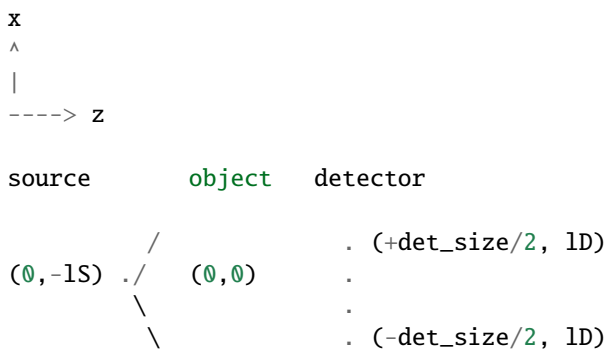 x
^
|
----> z
source object detector
/ . (+det_size/2, lD)
(0,-lS) ./ (0,0) .
\ .
\ . (-det_size/2, lD)